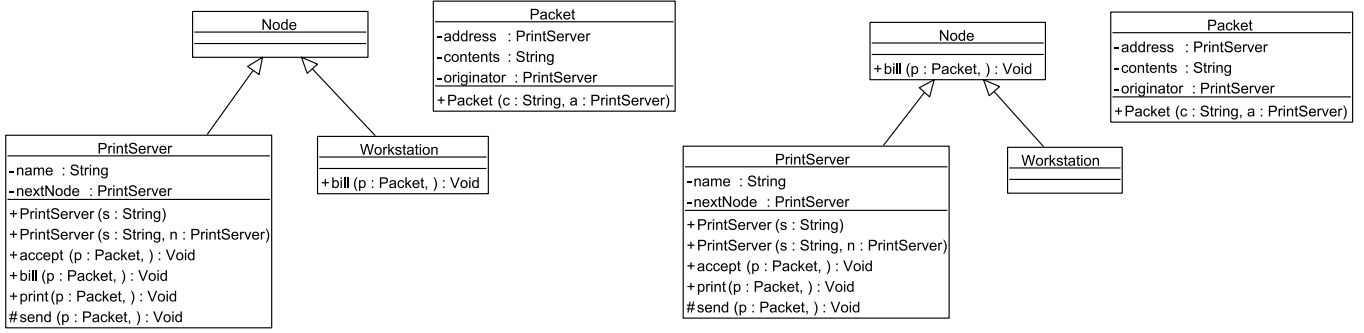 Node
Packet
-address : PrintServer
-contents : String
-originator : PrintServer
+Packet (c : String, a : PrintServer)
PrintServer
-name : String
-nextNode : PrintServer
+PrintServer (s : String)
+PrintServer (s : String, n : PrintServer)
+accept (p : Packet, ) : Void
+bill (p : Packet, ) : Void
+print (p : Packet, ) : Void
#send (p : Packet, ) : Void
Workstation
+bill (p : Packet, ) : Void
Node
+bill (p : Packet, ) : Void
Packet
-address : PrintServer
-contents : String
-originator : PrintServer
+Packet (c : String, a : PrintServer)
PrintServer
-name : String
-nextNode : PrintServer
+PrintServer (s : String)
+PrintServer (s : String, n : PrintServer)
+accept (p : Packet, ) : Void
+print (p : Packet, ) : Void
#send (p : Packet, ) : Void
Workstation